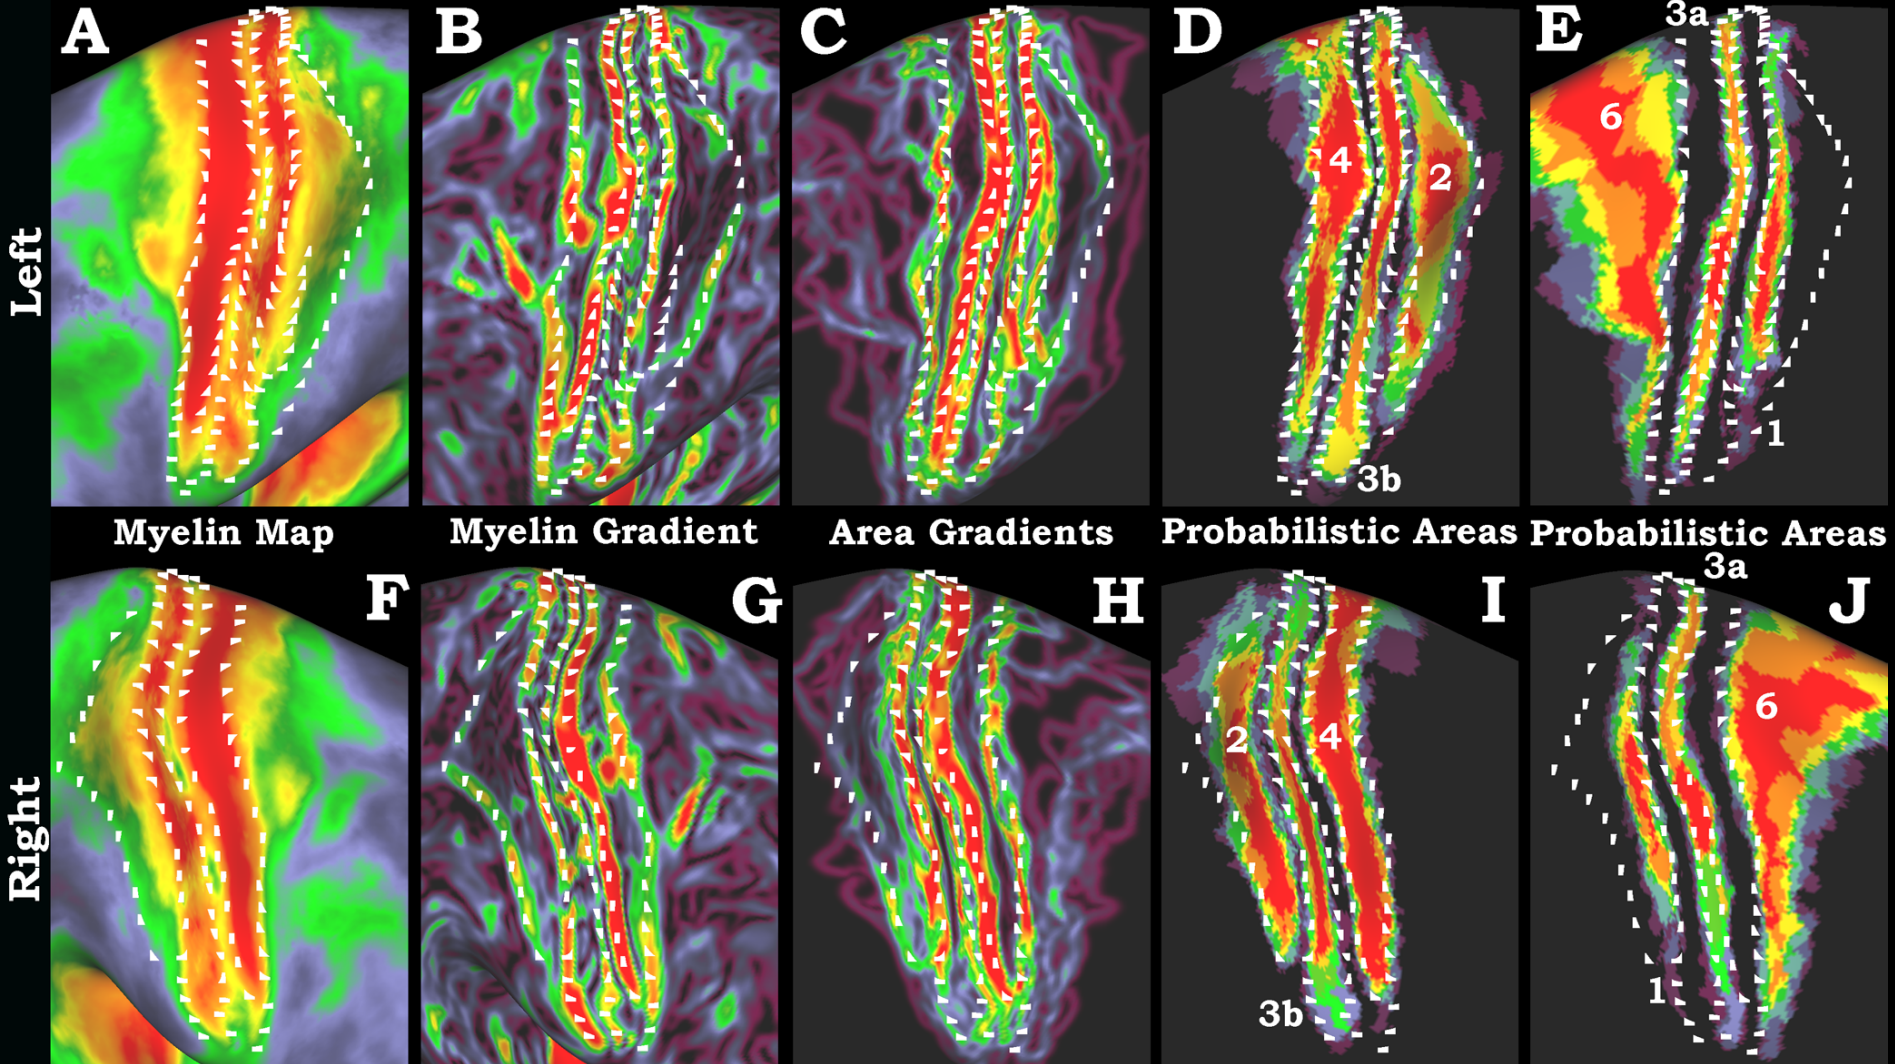 A B C D E
3a
6
4
2
Left
1
3b
Myelin Map Myelin Gradient Area Gradients Probabilistic Areas Probabilistic Areas
3a
F G H I J
6
2 4
Right
1
3b